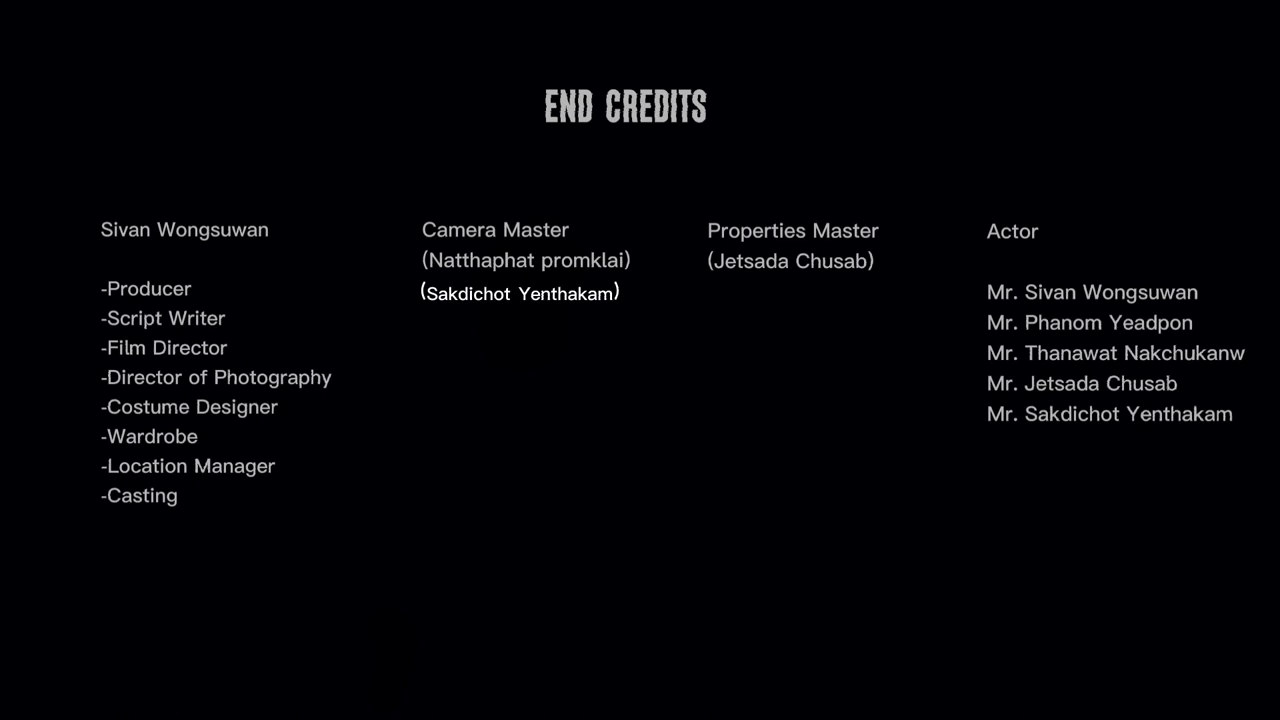 END CREDITS
Sivan Wongsuwan
-Producer
-Script Writer
-Film Director
-Director of Photography
-Costume Designer
-Wardrobe
-Location Manager
-Casting
Camera Master
(Natthaphat promklai)
(Sakdichot Yenthakam)
Properties Master
(Jetsada Chusab)
Actor
Mr. Sivan Wongsuwan
Mr. Phanom Yeadpon
Mr. Thanawat Nakchukanw
Mr. Jetsada Chusab
Mr. Sakdichot Yenthakam